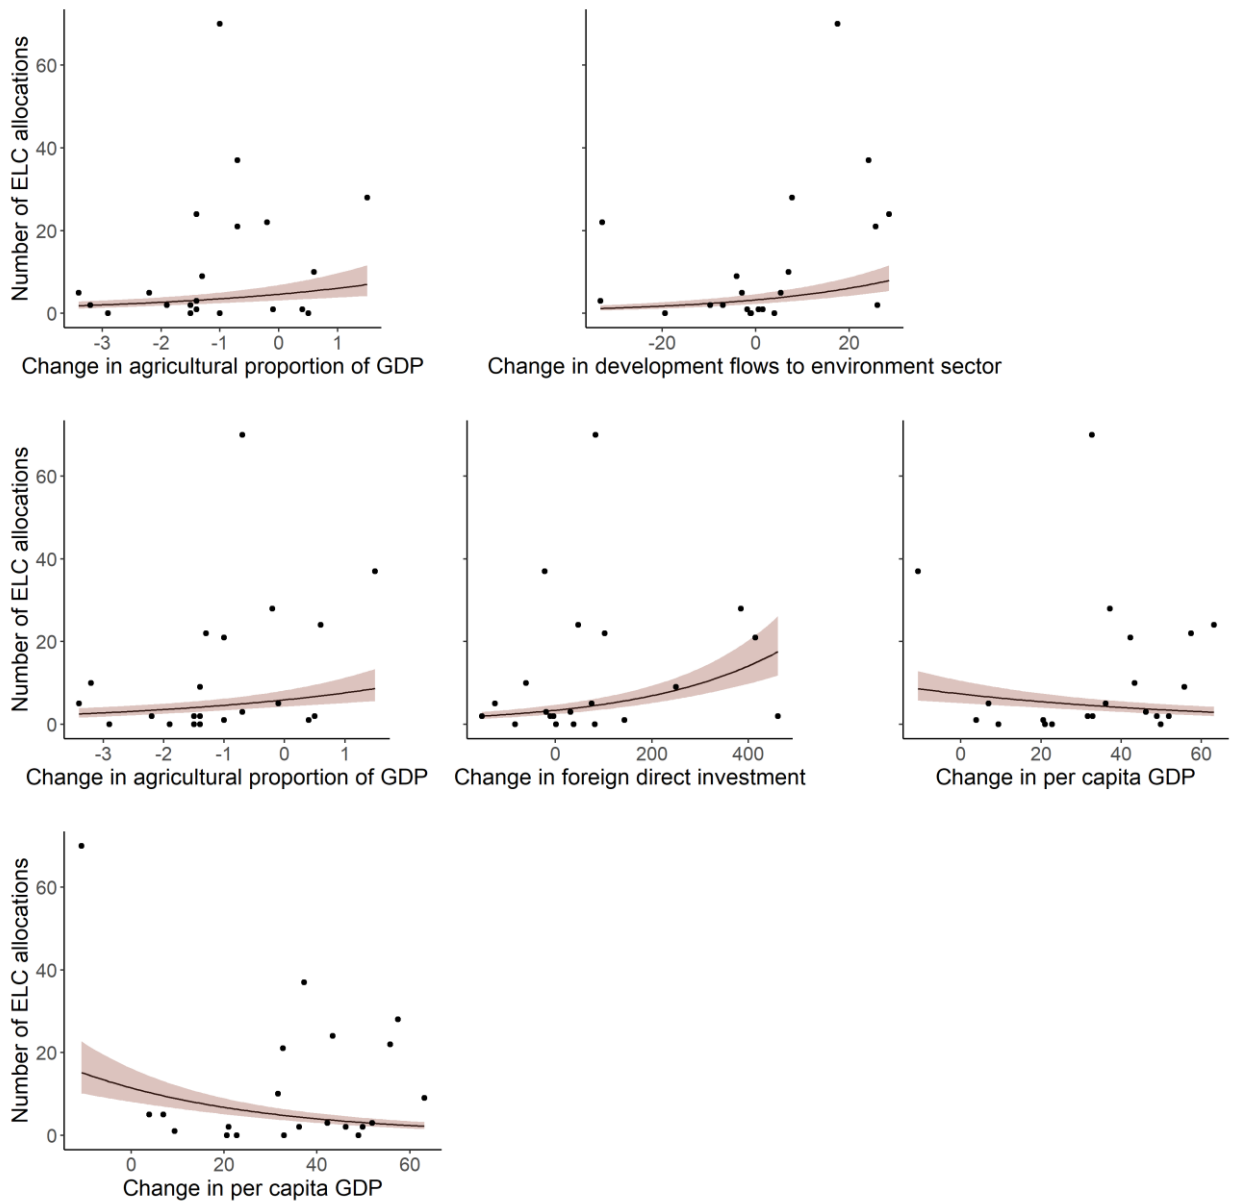 Number of ELC allocations
60
40
20
0
-3 -2 -1 0 1
Change in agricultural proportion of GDP
-20 0 20
Change in development flows to environment sector
Number of ELC allocations
60
40
20
0
-3 -2 -1 0 1
Change in agricultural proportion of GDP
0 200 400
Change in foreign direct investment
0 20 40 60
Change in per capita GDP
Number of ELC allocations
60
40
20
0
0 20 40 60
Change in per capita GDP